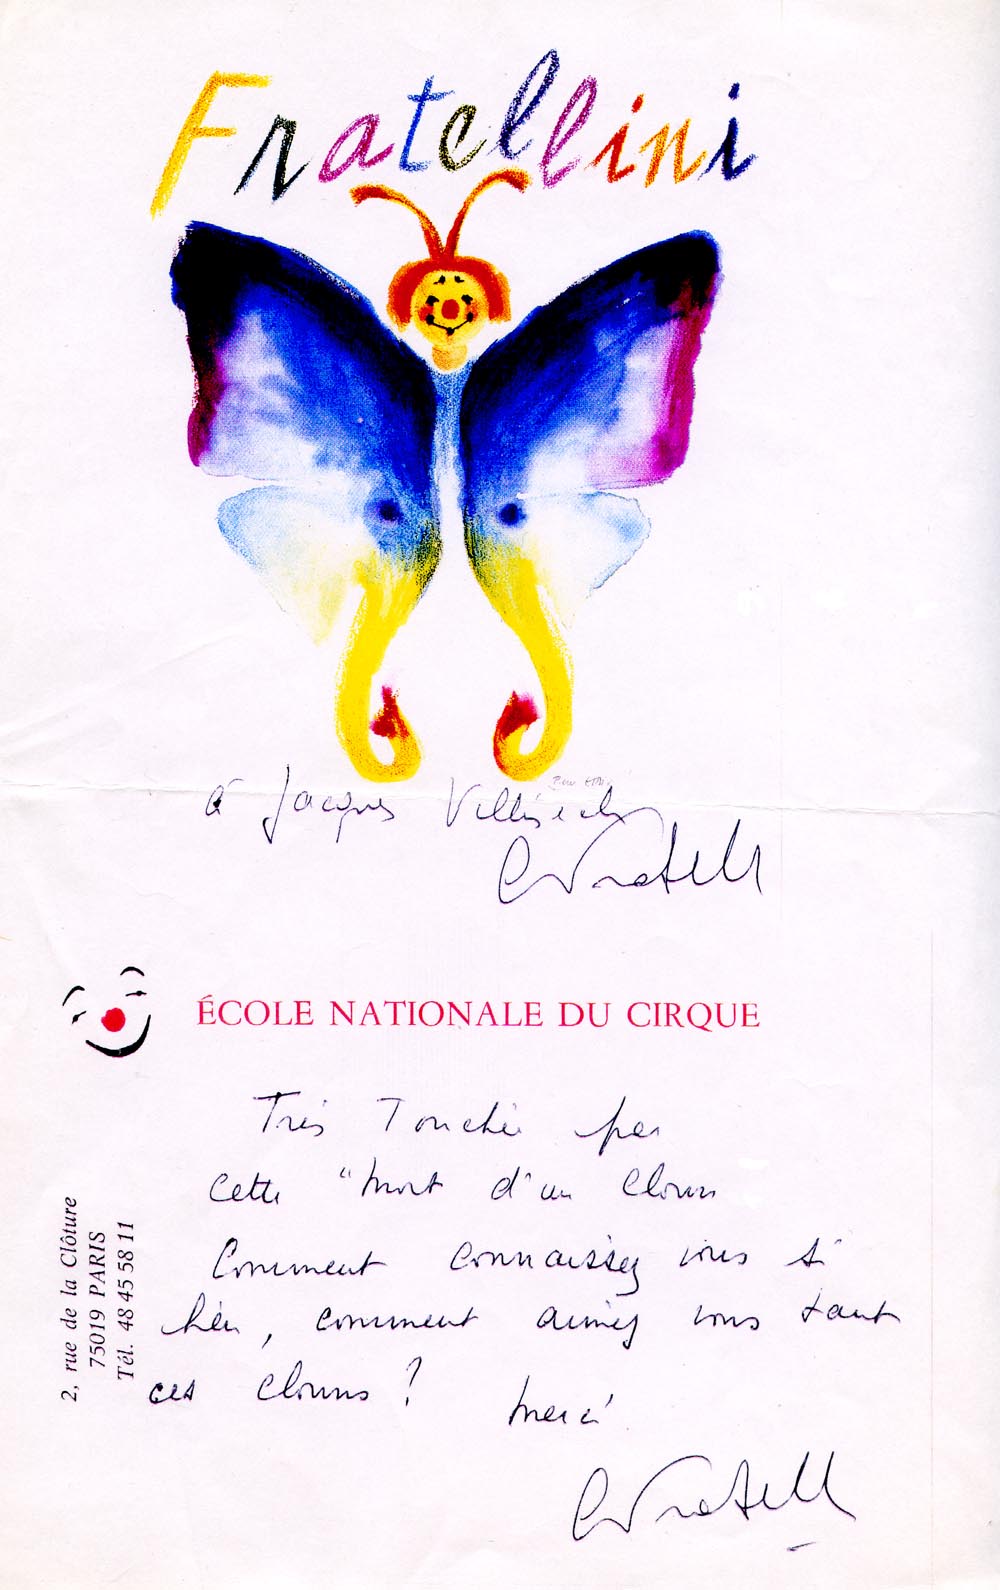 Fratellini
à Jacques
ÉCOLE NATIONALE DU CIRQUE
2, rue de la Clôture
75019 PARIS
Tél. 48 45 58 11
Très Touchée par
cette "Mort d'un Clown
Comment connaissez vous si
bien, comment aimez vous tant
ces clowns ?
Merci